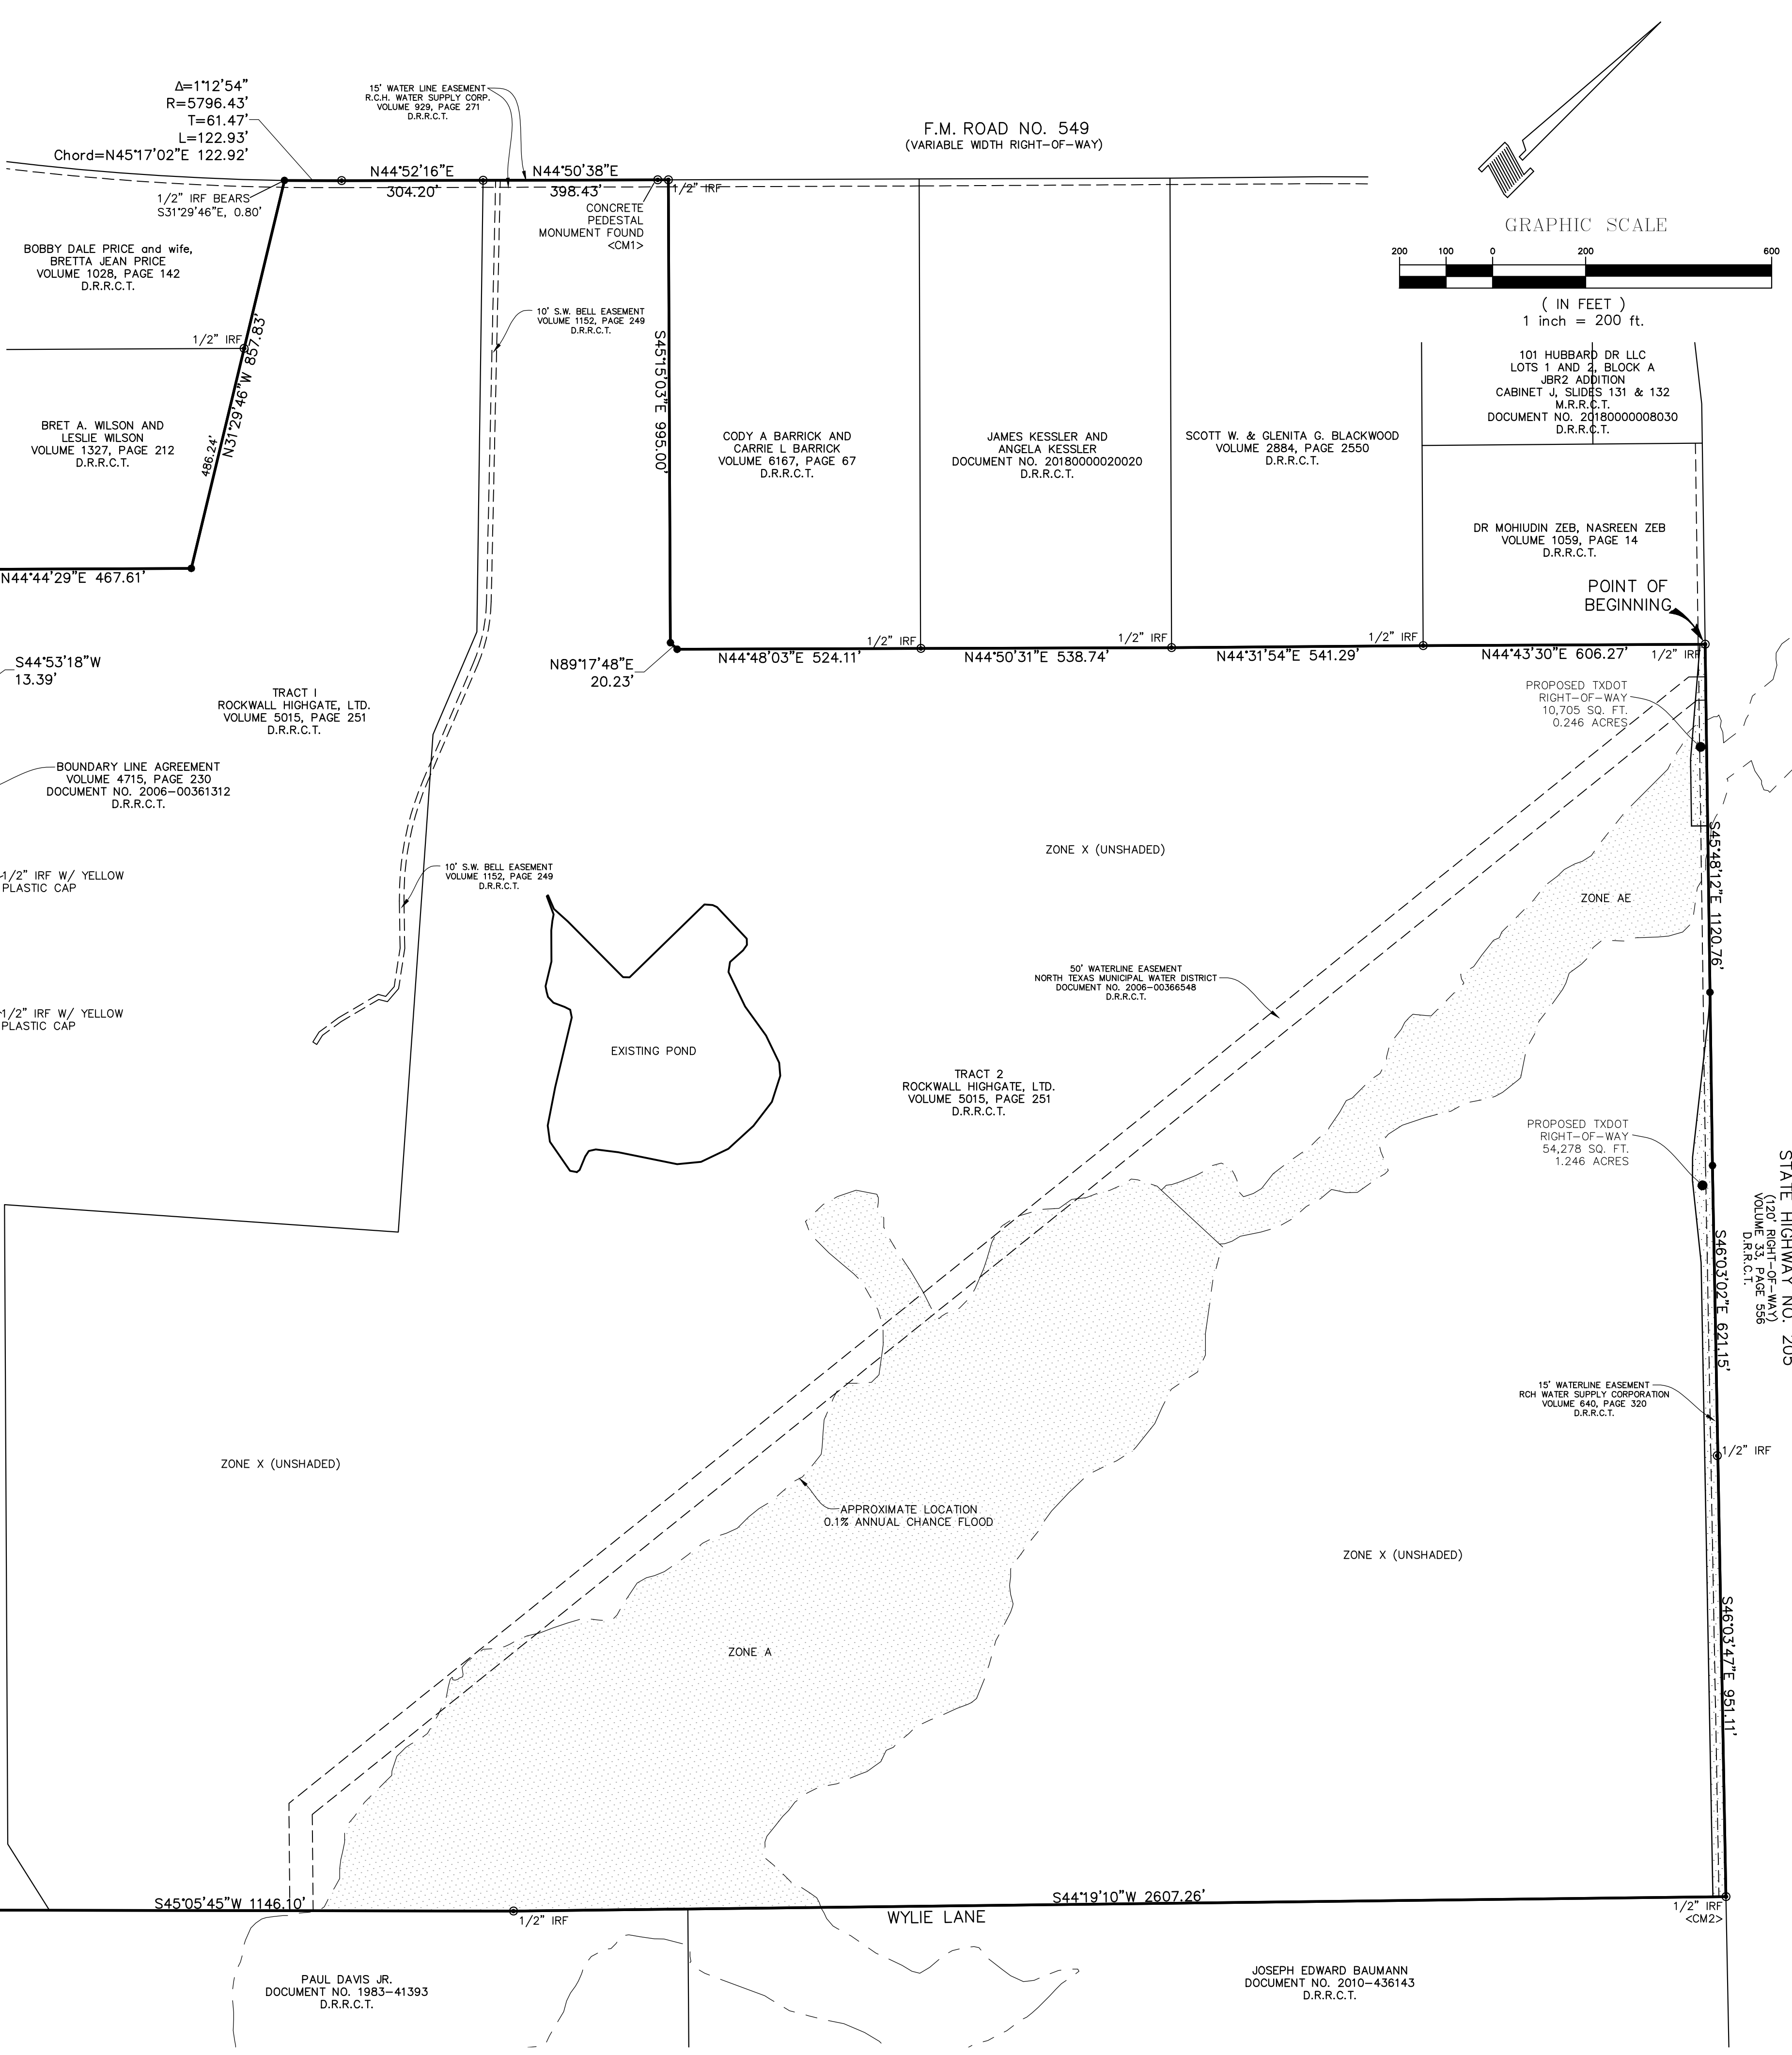 Δ=1°12'54"
R=5796.43'
T=61.47'
L=122.93'
Chord=N45°17'02"E 122.92'
15' WATER LINE EASEMENT
R.C.H. WATER SUPPLY CORP.
VOLUME 929, PAGE 271
D.R.R.C.T.
F.M. ROAD NO. 549
(VARIABLE WIDTH RIGHT-OF-WAY)
N44°52'16"E
304.20'
N44°50'38"E
398.43'
1/2" IRF
1/2" IRF BEARS
S31°29'46"E, 0.80'
CONCRETE
PEDESTAL
MONUMENT FOUND
<CM1>
GRAPHIC SCALE
200 100 0 200 600
( IN FEET )
1 inch = 200 ft.
BOBBY DALE PRICE and wife,
BRETTA JEAN PRICE
VOLUME 1028, PAGE 142
D.R.R.C.T.
1/2" IRF
N31°29'46"W 857.83'
486.24'
10' S.W. BELL EASEMENT
VOLUME 1152, PAGE 249
D.R.R.C.T.
S45°15'03"E 995.00'
101 HUBBARD DR LLC
LOTS 1 AND 2, BLOCK A
JBR2 ADDITION
CABINET J, SLIDES 131 & 132
M.R.R.C.T.
DOCUMENT NO. 20180000008030
D.R.R.C.T.
BRET A. WILSON AND
LESLIE WILSON
VOLUME 1327, PAGE 212
D.R.R.C.T.
CODY A BARRICK AND
CARRIE L BARRICK
VOLUME 6167, PAGE 67
D.R.R.C.T.
JAMES KESSLER AND
ANGELA KESSLER
DOCUMENT NO. 20180000020020
D.R.R.C.T.
SCOTT W. & GLENITA G. BLACKWOOD
VOLUME 2884, PAGE 2550
D.R.R.C.T.
DR MOHIUDIN ZEB, NASREEN ZEB
VOLUME 1059, PAGE 14
D.R.R.C.T.
N44°44'29"E 467.61'
POINT OF
BEGINNING
1/2" IRF
1/2" IRF
1/2" IRF
1/2" IRF
N89°17'48"E
20.23'
N44°48'03"E 524.11'
N44°50'31"E 538.74'
N44°31'54"E 541.29'
N44°43'30"E 606.27'
S44°53'18"W
13.39'
TRACT 1
ROCKWALL HIGHGATE, LTD.
VOLUME 5015, PAGE 251
D.R.R.C.T.
PROPOSED TXDOT
RIGHT-OF-WAY
10,705 SQ. FT.
0.246 ACRES
BOUNDARY LINE AGREEMENT
VOLUME 4715, PAGE 230
DOCUMENT NO. 2006-00361312
D.R.R.C.T.
ZONE X (UNSHADED)
S45°48'12"E 1120.76'
1/2" IRF W/ YELLOW
PLASTIC CAP
10' S.W. BELL EASEMENT
VOLUME 1152, PAGE 249
D.R.R.C.T.
ZONE AE
50' WATERLINE EASEMENT
NORTH TEXAS MUNICIPAL WATER DISTRICT
DOCUMENT NO. 2006-00366548
D.R.R.C.T.
1/2" IRF W/ YELLOW
PLASTIC CAP
EXISTING POND
TRACT 2
ROCKWALL HIGHGATE, LTD.
VOLUME 5015, PAGE 251
D.R.R.C.T.
PROPOSED TXDOT
RIGHT-OF-WAY
54,278 SQ. FT.
1.246 ACRES
STATE HIGHWAY NO. 205
(120' RIGHT-OF-WAY)
VOLUME 33, PAGE 556
D.R.R.C.T.
S46°03'02"E 621.15'
15' WATERLINE EASEMENT
RCH WATER SUPPLY CORPORATION
VOLUME 640, PAGE 320
D.R.R.C.T.
1/2" IRF
ZONE X (UNSHADED)
APPROXIMATE LOCATION
0.1% ANNUAL CHANCE FLOOD
ZONE X (UNSHADED)
ZONE A
S46°03'47"E 951.11'
S45°05'45"W 1146.10'
1/2" IRF
S44°19'10"W 2607.26'
WYLIE LANE
1/2" IRF
<CM2>
PAUL DAVIS JR.
DOCUMENT NO. 1983-41393
D.R.R.C.T.
JOSEPH EDWARD BAUMANN
DOCUMENT NO. 2010-436143
D.R.R.C.T.